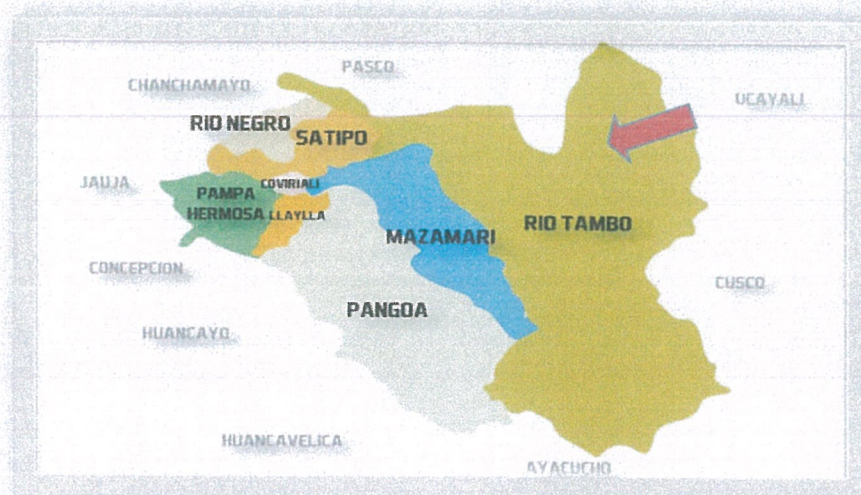 PASCO
CHANCHAMAYO
UCAYALI
RIO NEGRO
SATIPO
JAUJA
COVIRIALI
PAMPA
HERMOSA
LLAYLLA
RIO TAMBO
MAZAMARI
CONCEPCION
CUSCO
PANGOA
HUANCAYO
HUANCAVELICA
AYACUCHO